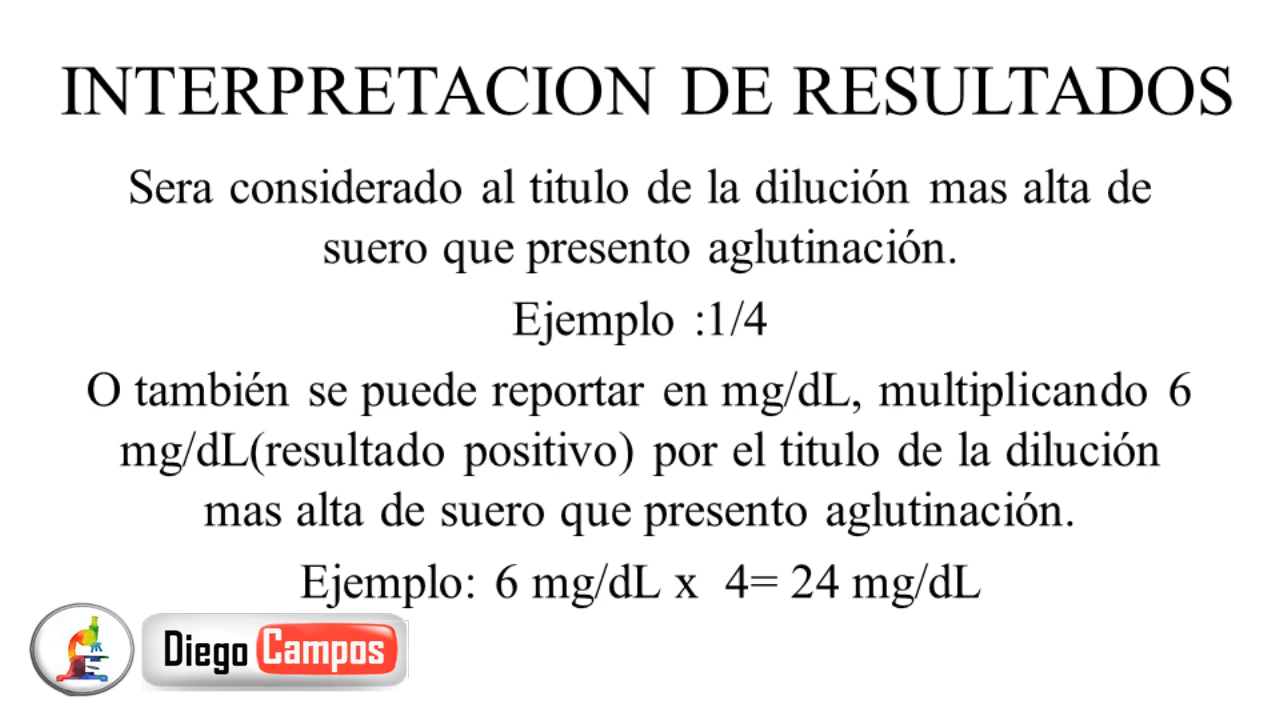 INTERPRETACION DE RESULTADOS
Sera considerado al titulo de la dilución mas alta de
suero que presento aglutinación.
Ejemplo :1/4
O también se puede reportar en mg/dL, multiplicando 6
mg/dL(resultado positivo) por el titulo de la dilución
mas alta de suero que presento aglutinación.
Ejemplo: 6 mg/dL x 4= 24 mg/dL
Diego Campos